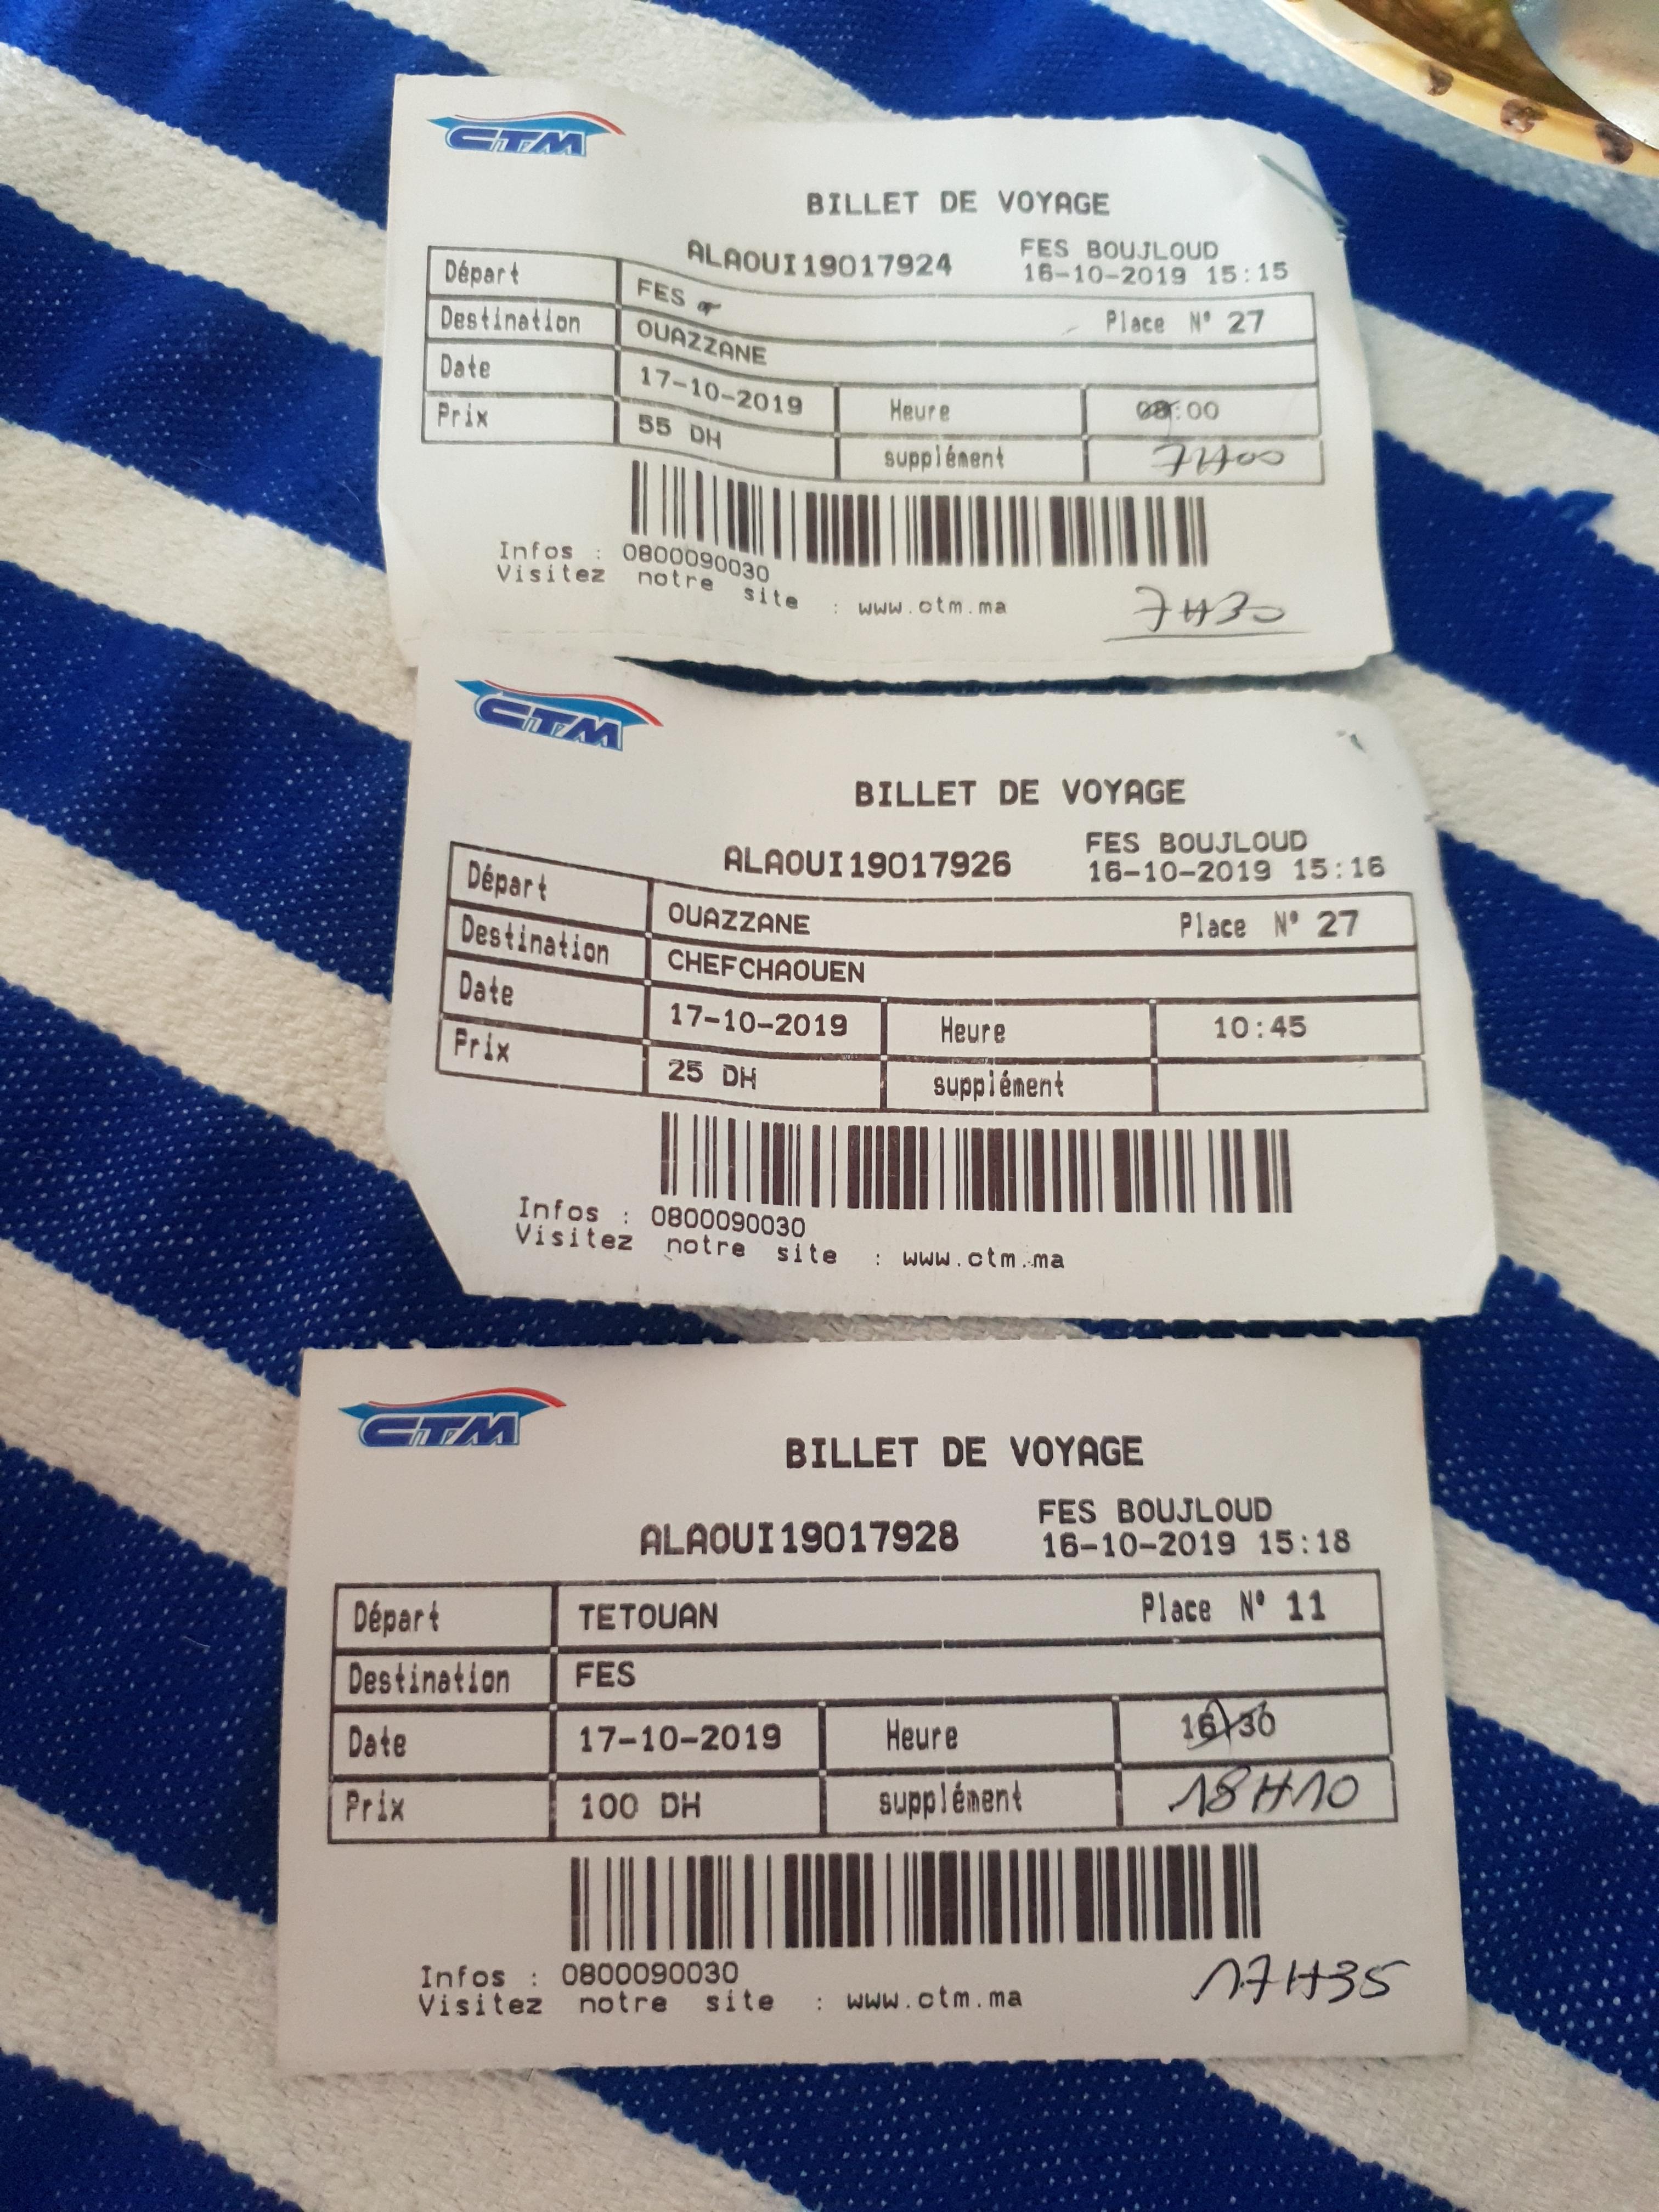 CTM
BILLET DE VOYAGE
ALAOUI19017924 FES BOUJLOUD
16-10-2019 15:15
Départ FES Place N° 27
Destination OUAZZANE
Date 17-10-2019 Heure :00
Prix 55 DH supplément 7H00
Infos : 0800090030
Visitez notre site : www.ctm.ma
7H30
CTM
BILLET DE VOYAGE
ALAOUI19017926 FES BOUJLOUD
16-10-2019 15:16
Départ OUAZZANE Place N° 27
Destination CHEFCHAOUEN
Date 17-10-2019 Heure 10:45
Prix 25 DH supplément
Infos : 0800090030
Visitez notre site : www.ctm.ma
CTM
BILLET DE VOYAGE
ALAOUI19017928 FES BOUJLOUD
16-10-2019 15:18
Départ TETOUAN Place N° 11
Destination FES
Date 17-10-2019 Heure 16:30
Prix 100 DH supplément 18H10
Infos : 0800090030
Visitez notre site : www.ctm.ma
17H35